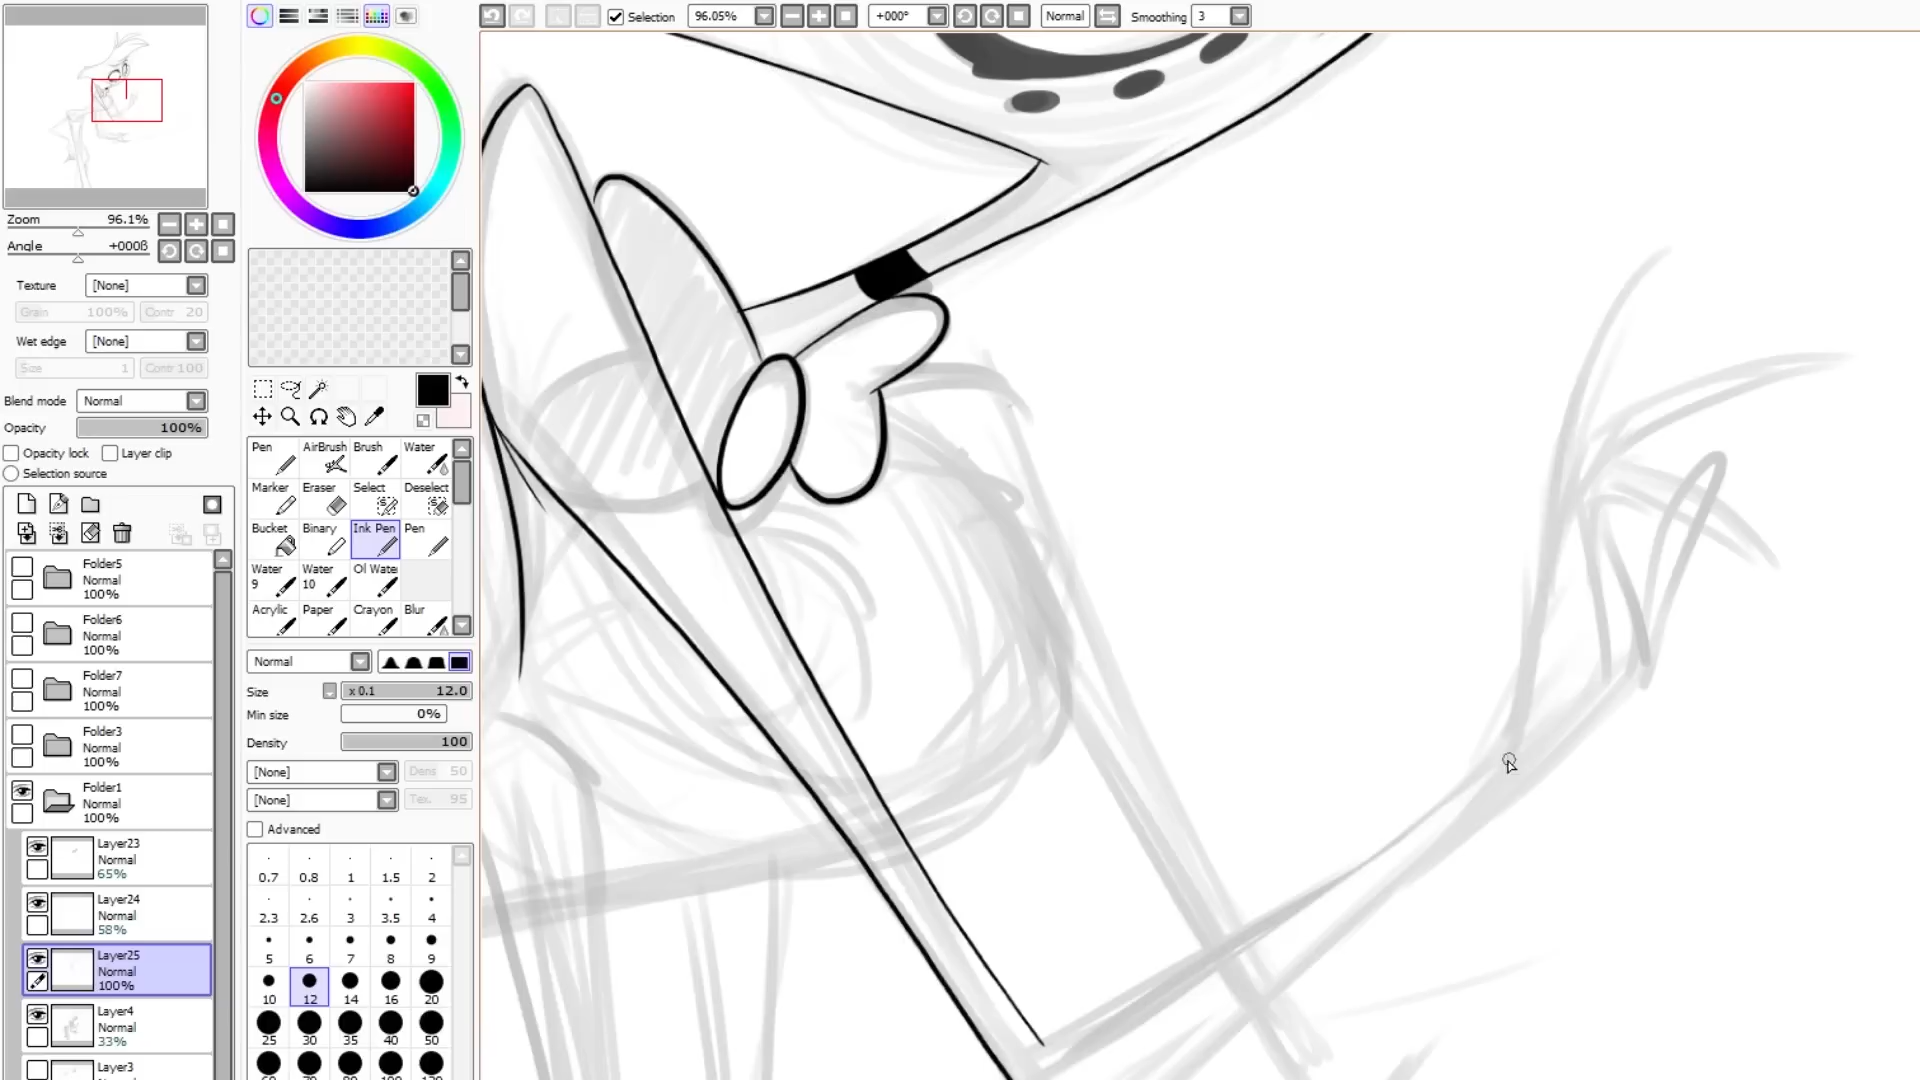 Selection 96.05% +000° Normal Smoothing 3
Zoom 96.1%
Angle +000ß
Texture [None]
Grain 100% Contr 20
Wet edge [None]
Size 1 Contr 100
Blend mode Normal
Opacity 100%
Opacity lock Layer clip
Selection source
Folder5
Normal
100%
Folder6
Normal
100%
Folder7
Normal
100%
Folder3
Normal
100%
Folder1
Normal
100%
Layer23
Normal
65%
Layer24
Normal
58%
Layer25
Normal
100%
Layer4
Normal
33%
Layer3
Pen AirBrush Brush Water
Marker Eraser Select Deselect
Bucket Binary Ink Pen Pen
Water 9 Water 10 Ol Wate
Acrylic Paper Crayon Blur
Normal
Size x 0.1 12.0
Min size 0%
Density 100
[None] Dens 50
[None] Tex. 95
Advanced
0.7 0.8 1 1.5 2
2.3 2.6 3 3.5 4
5 6 7 8 9
10 12 14 16 20
25 30 35 40 50